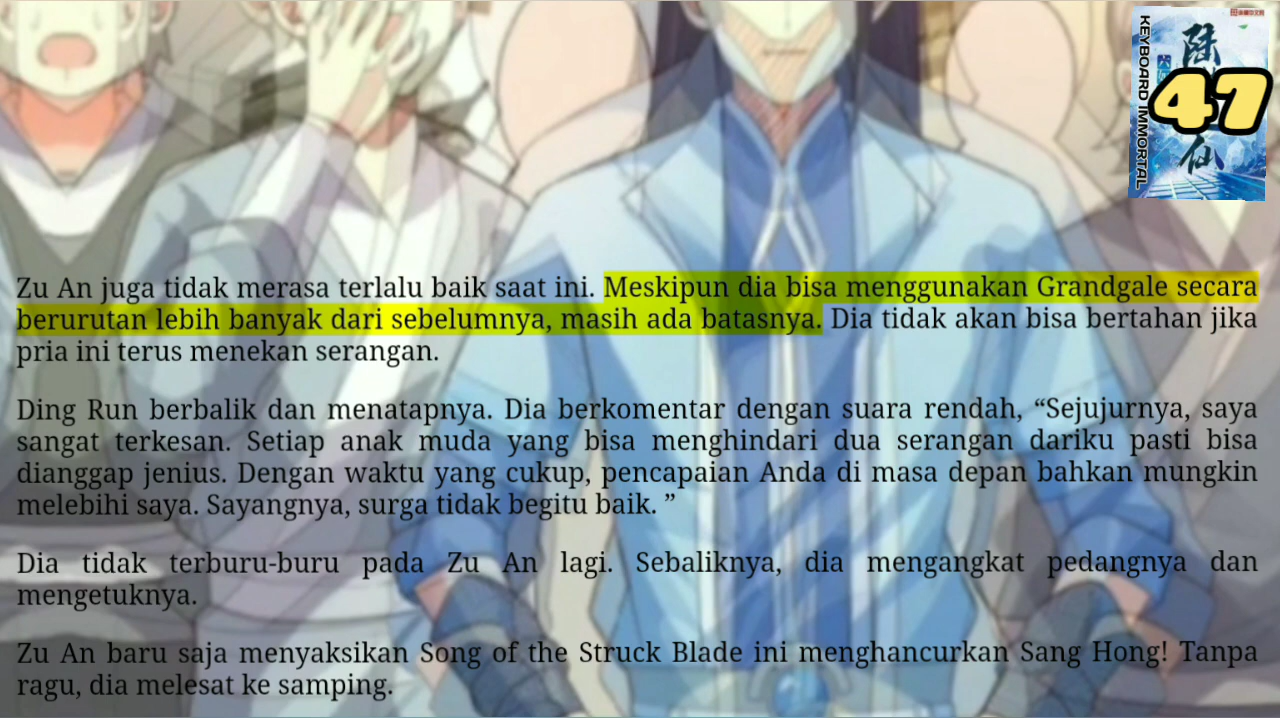 Zu An juga tidak merasa terlalu baik saat ini. Meskipun dia bisa menggunakan Grandgale secara
berurutan lebih banyak dari sebelumnya, masih ada batasnya. Dia tidak akan bisa bertahan jika
pria ini terus menekan serangan.
Ding Run berbalik dan menatapnya. Dia berkomentar dengan suara rendah, “Sejujurnya, saya
sangat terkesan. Setiap anak muda yang bisa menghindari dua serangan dariku pasti bisa
dianggap jenius. Dengan waktu yang cukup, pencapaian Anda di masa depan bahkan mungkin
melebihi saya. Sayangnya, surga tidak begitu baik. ”
Dia tidak terburu-buru pada Zu An lagi. Sebaliknya, dia mengangkat pedangnya dan
mengetuknya.
Zu An baru saja menyaksikan Song of the Struck Blade ini menghancurkan Sang Hong! Tanpa
ragu, dia melesat ke samping.
KEYBOARD IMMORTAL
陆
仙
47